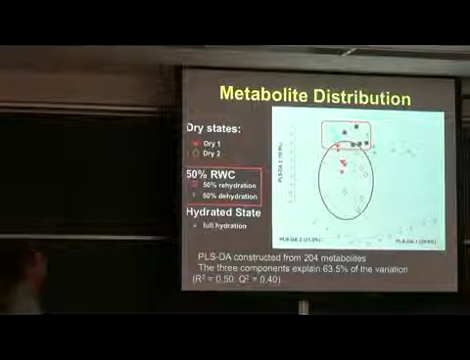 Metabolite Distribution
Dry states:
Dry 1
Dry 2
50% RWC
50% rehydration
50% dehydration
Hydrated State
full hydration
PLS-DA constructed from 204 metabolites
The three components explain 63.5% of the variation
(R² = 0.50 Q² = 0.40)